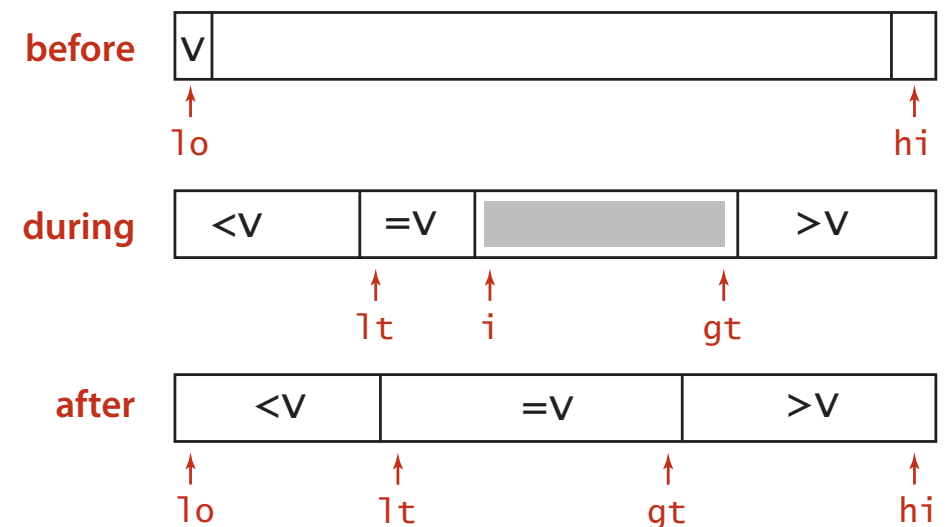 before V
lo hi
during <V =V >V
lt i gt
after <V =V >V
lo lt gt hi